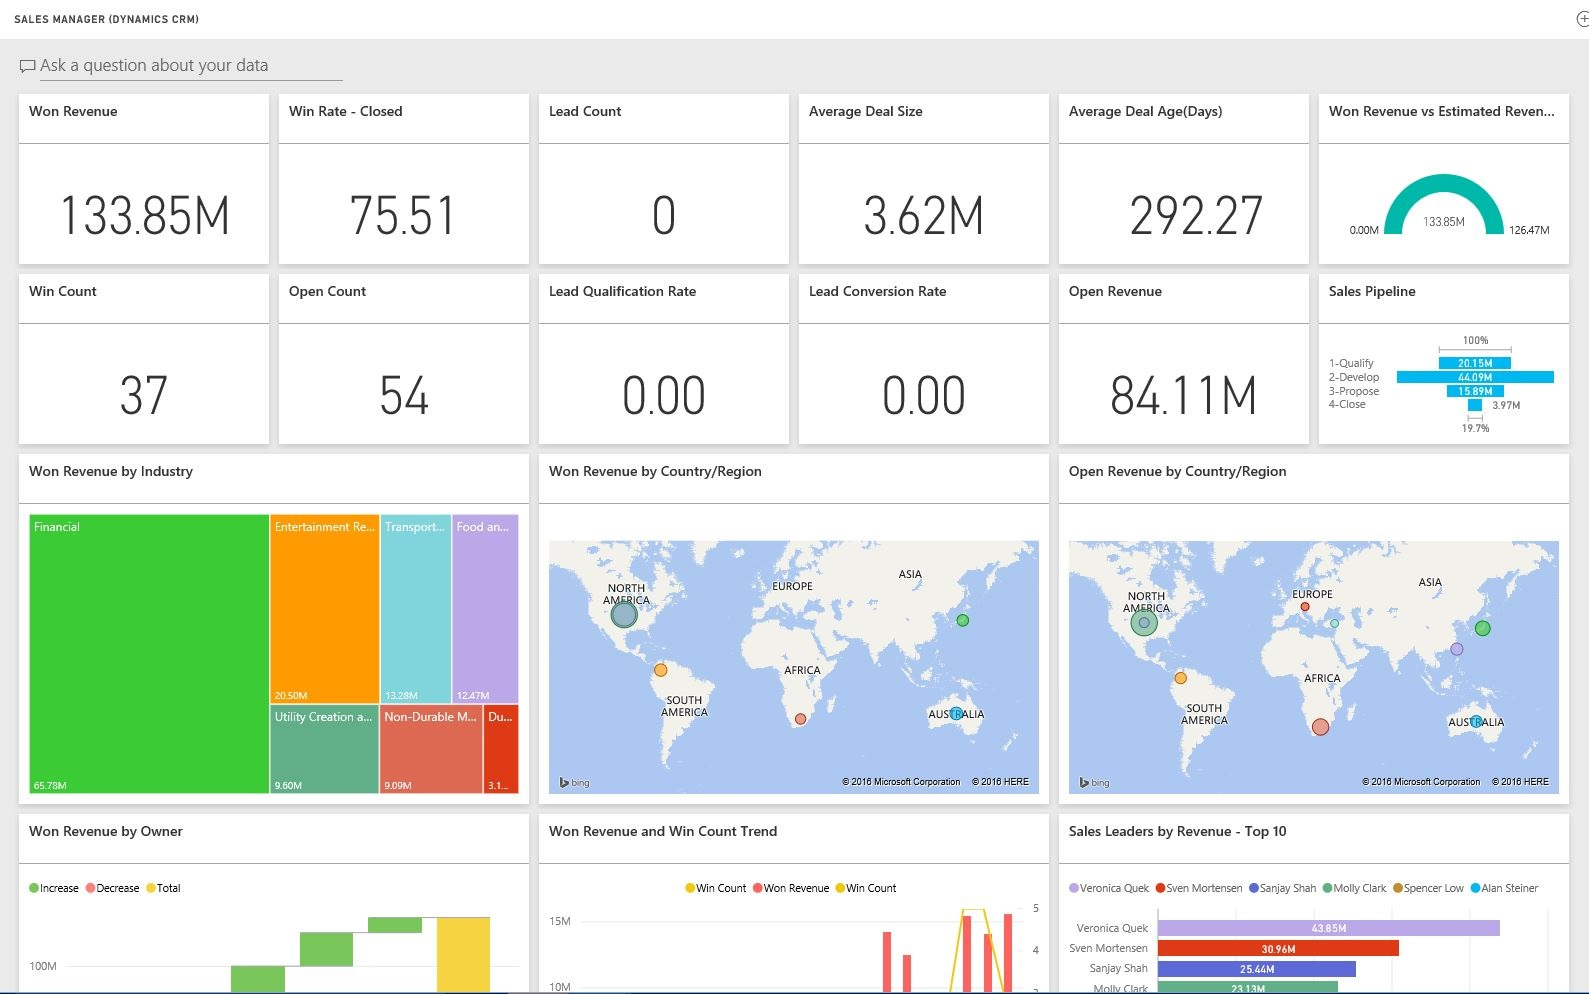 SALES MANAGER (DYNAMICS CRM)
Ask a question about your data
Won Revenue
133.85M
Win Rate - Closed
75.51
Lead Count
0
Average Deal Size
3.62M
Average Deal Age(Days)
292.27
Won Revenue vs Estimated Reven...
133.85M
0.00M
126.47M
Win Count
37
Open Count
54
Lead Qualification Rate
0.00
Lead Conversion Rate
0.00
Open Revenue
84.11M
Sales Pipeline
100%
1-Qualify 20.15M
2-Develop 44.09M
3-Propose 15.89M
4-Close 3.97M
19.7%
Won Revenue by Industry
Financial
65.78M
Entertainment Re...
20.50M
Transport...
13.28M
Food an...
12.47M
Utility Creation a...
9.60M
Non-Durable M...
9.09M
Du...
3.1...
Won Revenue by Country/Region
NORTH
AMERICA
EUROPE
ASIA
AFRICA
SOUTH
AMERICA
AUSTRALIA
bing
© 2016 Microsoft Corporation © 2016 HERE
Open Revenue by Country/Region
NORTH
AMERICA
EUROPE
ASIA
AFRICA
SOUTH
AMERICA
AUSTRALIA
bing
© 2016 Microsoft Corporation © 2016 HERE
Won Revenue by Owner
Increase Decrease Total
100M
Won Revenue and Win Count Trend
Win Count Won Revenue Win Count
15M
10M
5
4
3
Sales Leaders by Revenue - Top 10
Veronica Quek Sven Mortensen Sanjay Shah Molly Clark Spencer Low Alan Steiner
Veronica Quek 43.85M
Sven Mortensen 30.96M
Sanjay Shah 25.44M
Molly Clark 23.13M